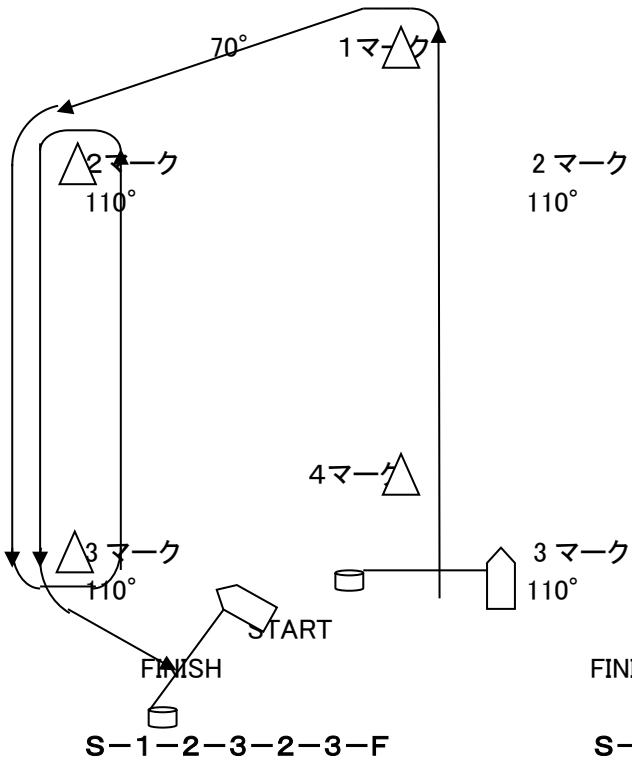 70°
1マーク
2マーク
110°
2 マーク
110°
4マーク
3 マーク
110°
3 マーク
110°
START
FINISH
FINI
S－1－2－3－2－3－F
S－